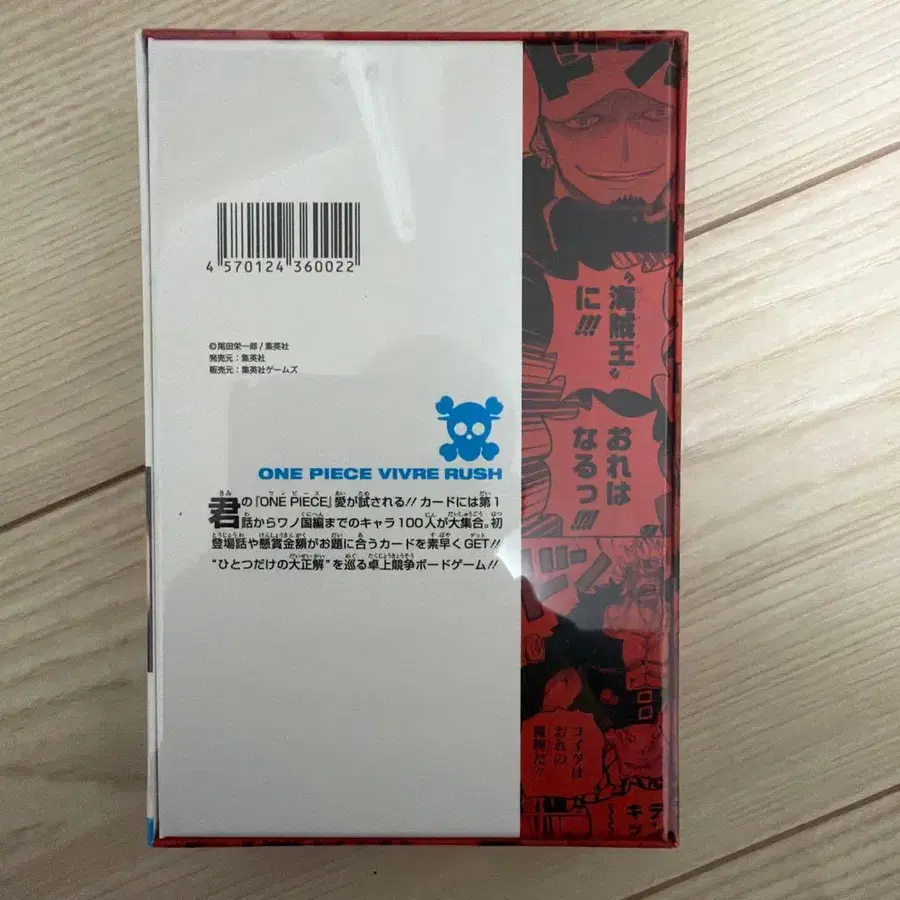 4 570124 360022
©尾田栄一郎/集英社
発売元:集英社
販売元:集英社ゲームズ
ONE PIECE VIVRE RUSH
君の『ONE PIECE』愛が試される!! カードには第1
話からワノ国編までのキャラ100人が大集合。初
登場話や懸賞金額がお題に合うカードを素早くGET!!
“ひとつだけの大正解”を巡る卓上競争ボードゲーム!!
“海賊王”
に!!!
おれは
なるっ!!!
コイツは
おれの
獲物だ!!